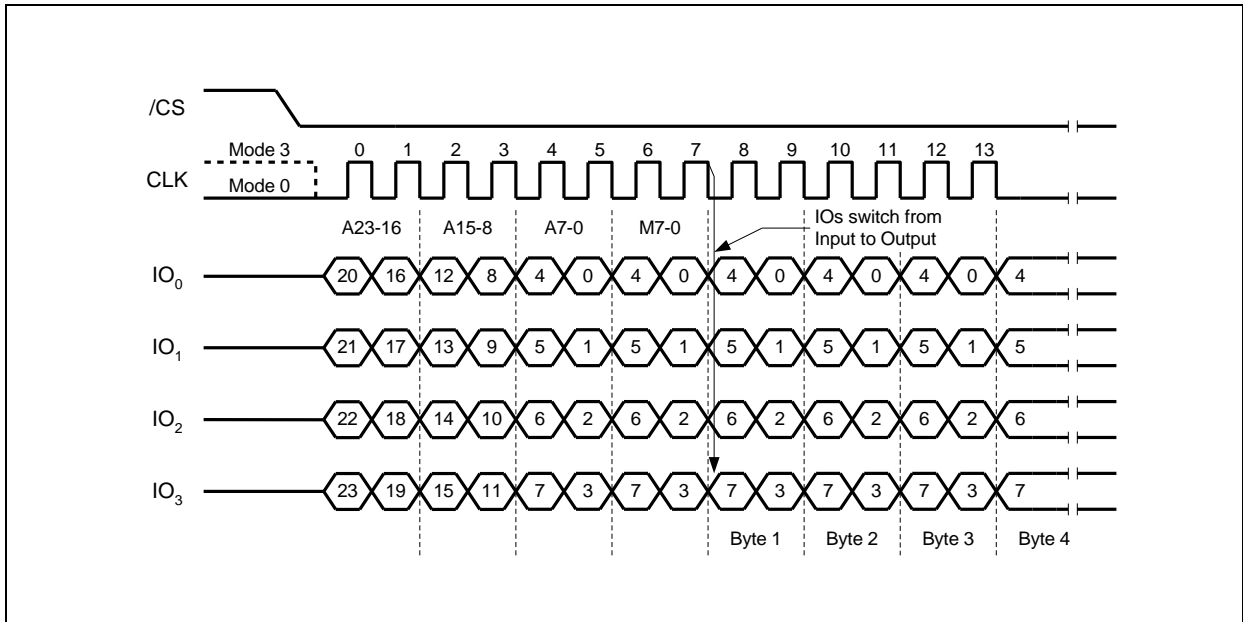 /CS
Mode 3
0 1 2 3 4 5 6 7 8 9 10 11 12 13
CLK
Mode 0
A23-16 A15-8 A7-0 M7-0
IOs switch from
Input to Output
IO0 20 16 12 8 4 0 4 0 4 0 4 0 4 0 4
IO1 21 17 13 9 5 1 5 1 5 1 5 1 5 1 5
IO2 22 18 14 10 6 2 6 2 6 2 6 2 6 2 6
IO3 23 19 15 11 7 3 7 3 7 3 7 3 7 3 7
Byte 1 Byte 2 Byte 3 Byte 4